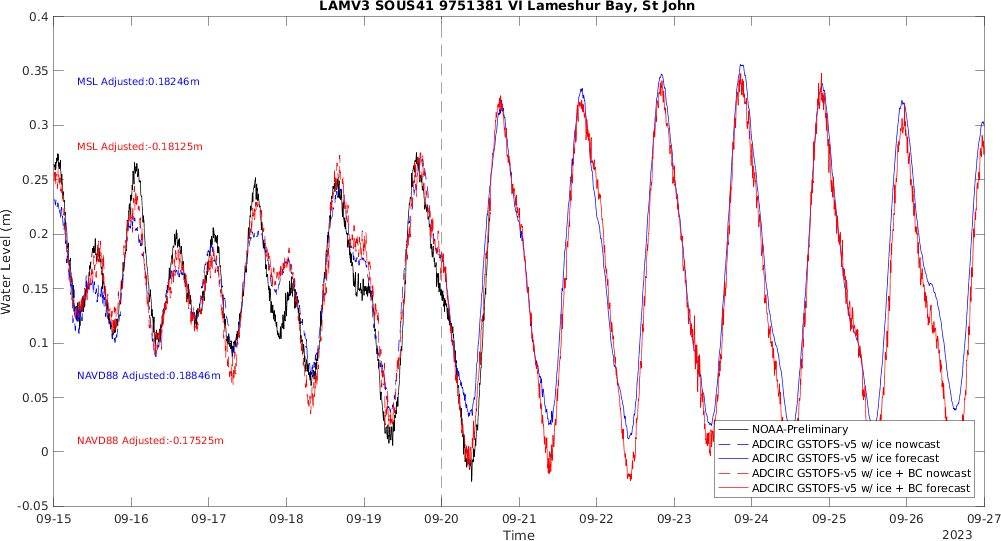 LAMV3 SOUS41 9751381 VI Lameshur Bay, St John
Water Level (m)
0.4
0.35
0.3
0.25
0.2
0.15
0.1
0.05
0
-0.05
MSL Adjusted:0.18246m
MSL Adjusted:-0.18125m
NAVD88 Adjusted:0.18846m
NAVD88 Adjusted:-0.17525m
NOAA-Preliminary
ADCIRC GSTOFS-v5 w/ ice nowcast
ADCIRC GSTOFS-v5 w/ ice forecast
ADCIRC GSTOFS-v5 w/ ice + BC nowcast
ADCIRC GSTOFS-v5 w/ ice + BC forecast
09-15 09-16 09-17 09-18 09-19 09-20 09-21 09-22 09-23 09-24 09-25 09-26 09-27
Time
2023